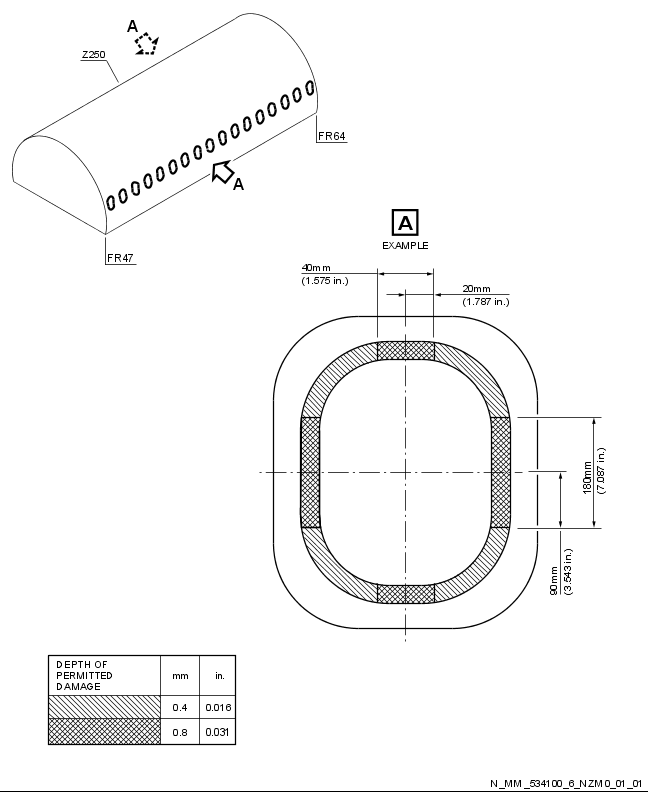 A
Z250
FR64
A
FR47
A
EXAMPLE
40mm
(1.575 in.)
20mm
(1.787 in.)
180mm
(7.087 in.)
90mm
(3.543 in.)
DEPTH OF
PERMITTED
DAMAGE
mm
in.
0.4
0.016
0.8
0.031
N_MM_534100_6_NZM0_01_01